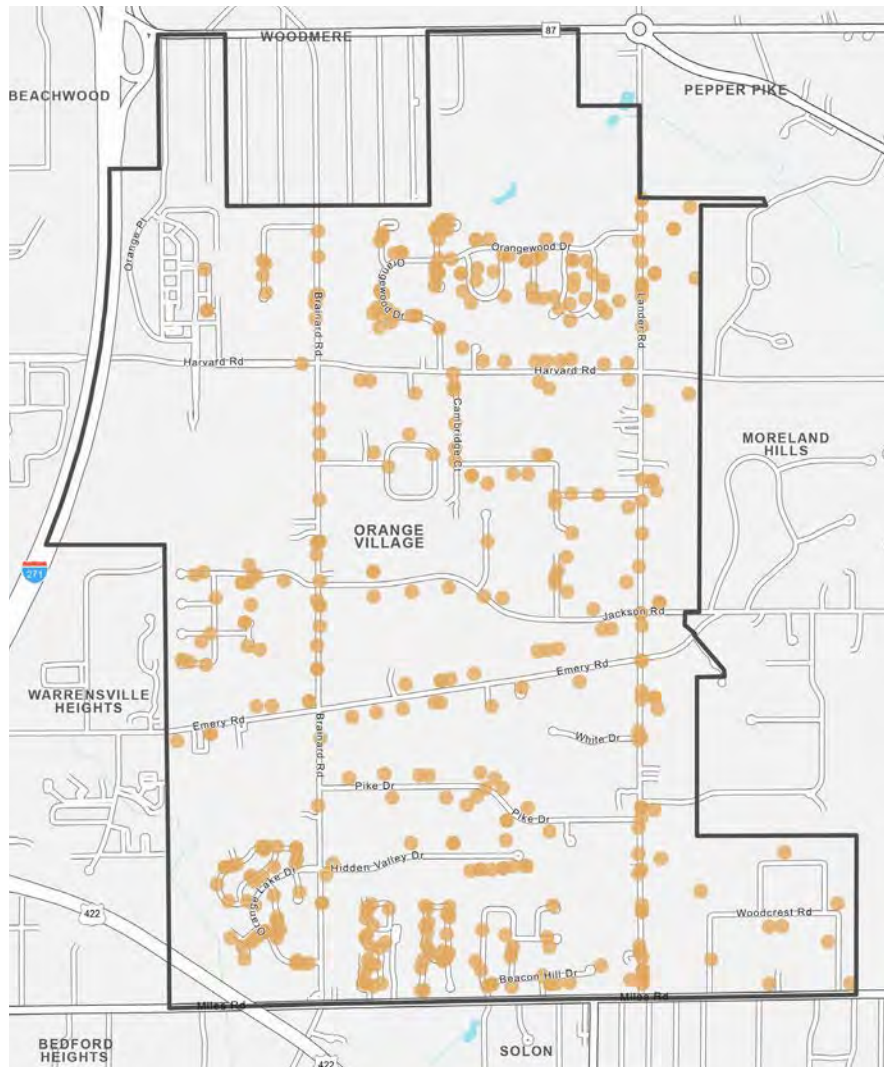 WOODMERE
87
BEACHWOOD
PEPPER PIKE
Orange Pl
Orangewood Dr
Orangewood Dr
Brainard Rd
Lander Rd
Harvard Rd
Harvard Rd
Cambridge Ct
MORELAND
HILLS
ORANGE
VILLAGE
271
Jackson Rd
Emery Rd
WARRENSVILLE
HEIGHTS
Emery Rd
Brainard Rd
White Dr
Pike Dr
Pike Dr
Hidden Valley Dr
Orange Lake Dr
422
Woodcrest Rd
Beacon Hill Dr
Miles Rd
Miles Rd
BEDFORD
HEIGHTS
SOLON
422